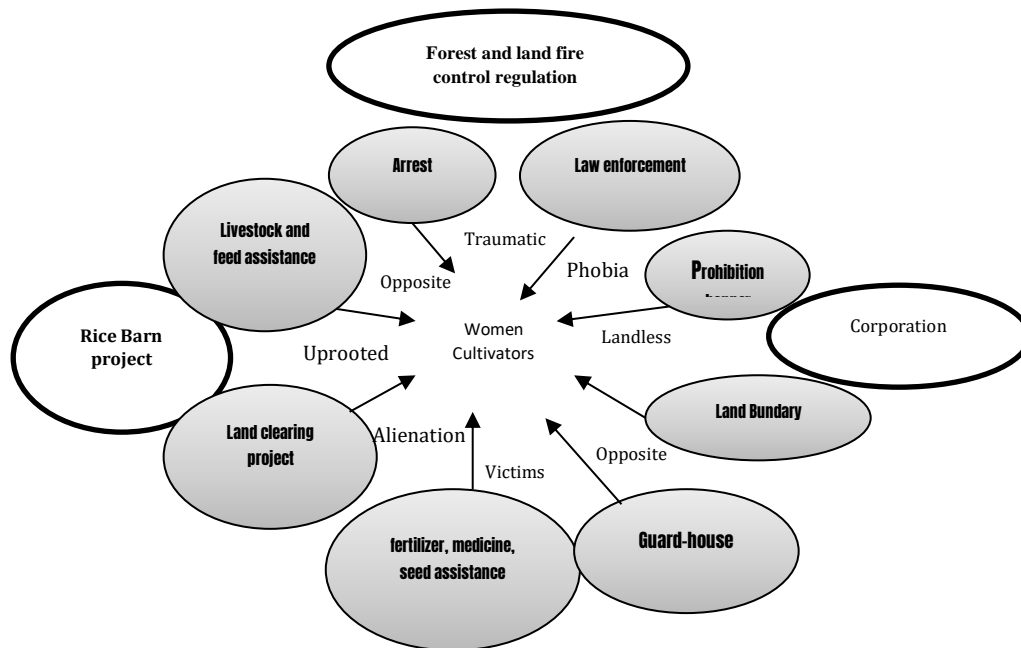 Forest and land fire
control regulation
Arrest
Law enforcement
Livestock and
feed assistance
Traumatic
Opposite
Phobia
Prohibition
Rice Barn
project
Uprooted
Women
Cultivators
Landless
Corporation
Land clearing
project
Alienation
Land Bundary
Victims
Opposite
fertilizer, medicine,
seed assistance
Guard-house